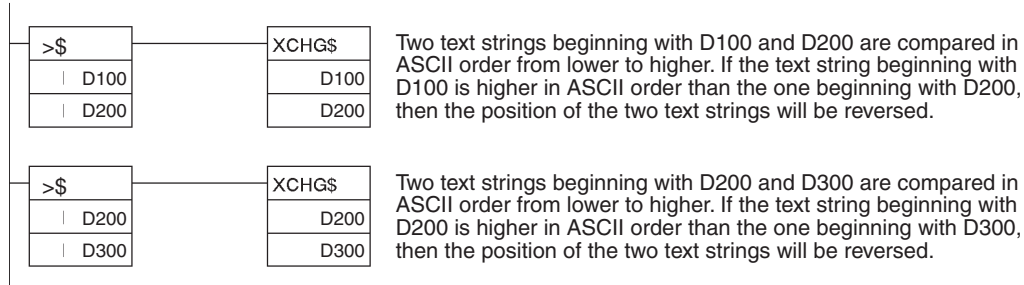 >$ XCHG$ Two text strings beginning with D100 and D200 are compared in
ASCII order from lower to higher. If the text string beginning with
D100 D100 D100 is higher in ASCII order than the one beginning with D200,
D200 D200 then the position of the two text strings will be reversed.
>$ XCHG$ Two text strings beginning with D200 and D300 are compared in
ASCII order from lower to higher. If the text string beginning with
D200 D200 D200 is higher in ASCII order than the one beginning with D300,
D300 D300 then the position of the two text strings will be reversed.